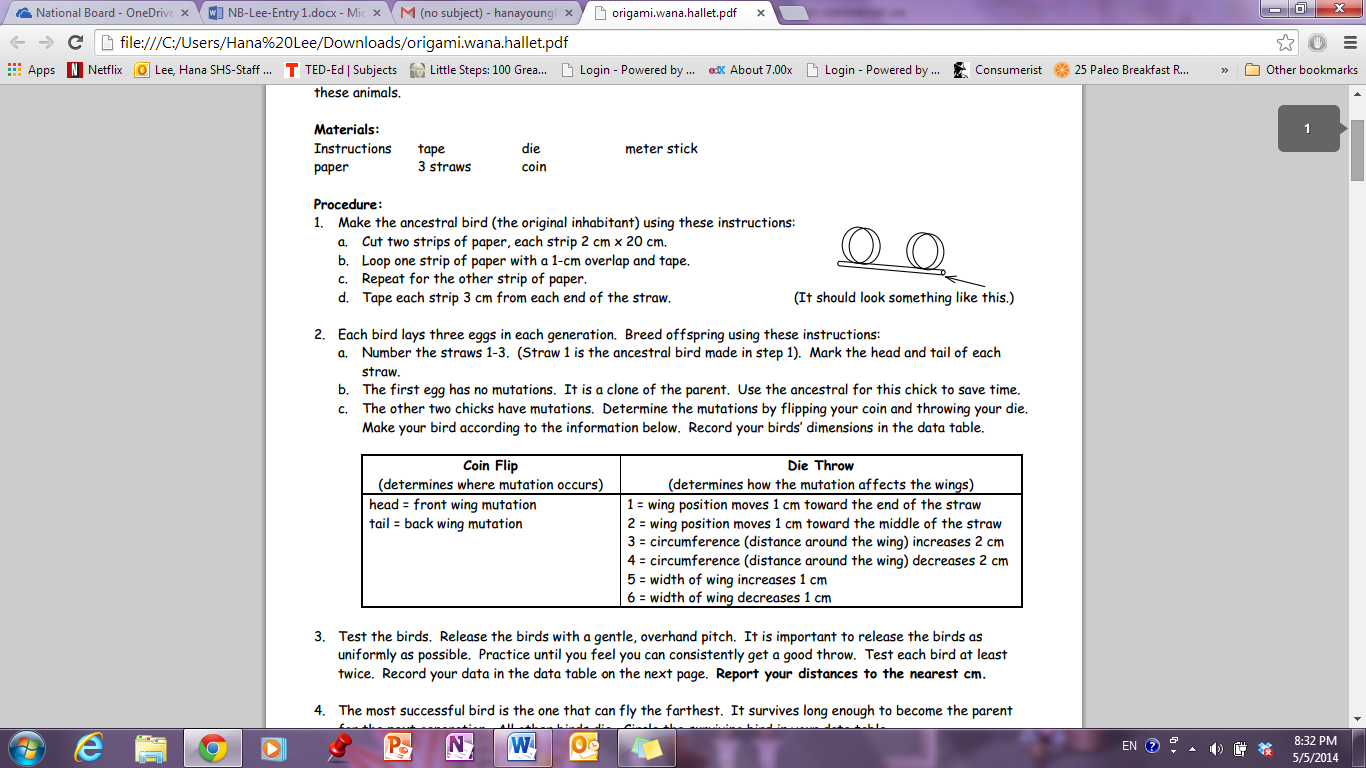 National Board - OneDrive
NB-Lee-Entry 1.docx - Mic
(no subject) - hanayoungl
origami.wana.hallet.pdf
file:///C:/Users/Hana%20Lee/Downloads/origami.wana.hallet.pdf
Apps
Netflix
Lee, Hana SHS-Staff ...
TED-Ed | Subjects
Little Steps: 100 Grea...
Login - Powered by ...
edX About 7.00x
Login - Powered by ...
Consumerist
25 Paleo Breakfast R...
»
Other bookmarks
these animals.
1
Materials:
Instructions tape die meter stick
paper 3 straws coin
Procedure:
1. Make the ancestral bird (the original inhabitant) using these instructions:
a. Cut two strips of paper, each strip 2 cm x 20 cm.
b. Loop one strip of paper with a 1-cm overlap and tape.
c. Repeat for the other strip of paper.
d. Tape each strip 3 cm from each end of the straw. (It should look something like this.)
2. Each bird lays three eggs in each generation. Breed offspring using these instructions:
a. Number the straws 1-3. (Straw 1 is the ancestral bird made in step 1). Mark the head and tail of each
straw.
b. The first egg has no mutations. It is a clone of the parent. Use the ancestral for this chick to save time.
c. The other two chicks have mutations. Determine the mutations by flipping your coin and throwing your die.
Make your bird according to the information below. Record your birds' dimensions in the data table.
Coin Flip
(determines where mutation occurs)
head = front wing mutation
tail = back wing mutation
Die Throw
(determines how the mutation affects the wings)
1 = wing position moves 1 cm toward the end of the straw
2 = wing position moves 1 cm toward the middle of the straw
3 = circumference (distance around the wing) increases 2 cm
4 = circumference (distance around the wing) decreases 2 cm
5 = width of wing increases 1 cm
6 = width of wing decreases 1 cm
3. Test the birds. Release the birds with a gentle, overhand pitch. It is important to release the birds as
uniformly as possible. Practice until you feel you can consistently get a good throw. Test each bird at least
twice. Record your data in the data table on the next page. Report your distances to the nearest cm.
4. The most successful bird is the one that can fly the farthest. It survives long enough to become the parent
for the next generation. All other birds die. Circle the surviving bird in your data table.
EN
8:32 PM
5/5/2014